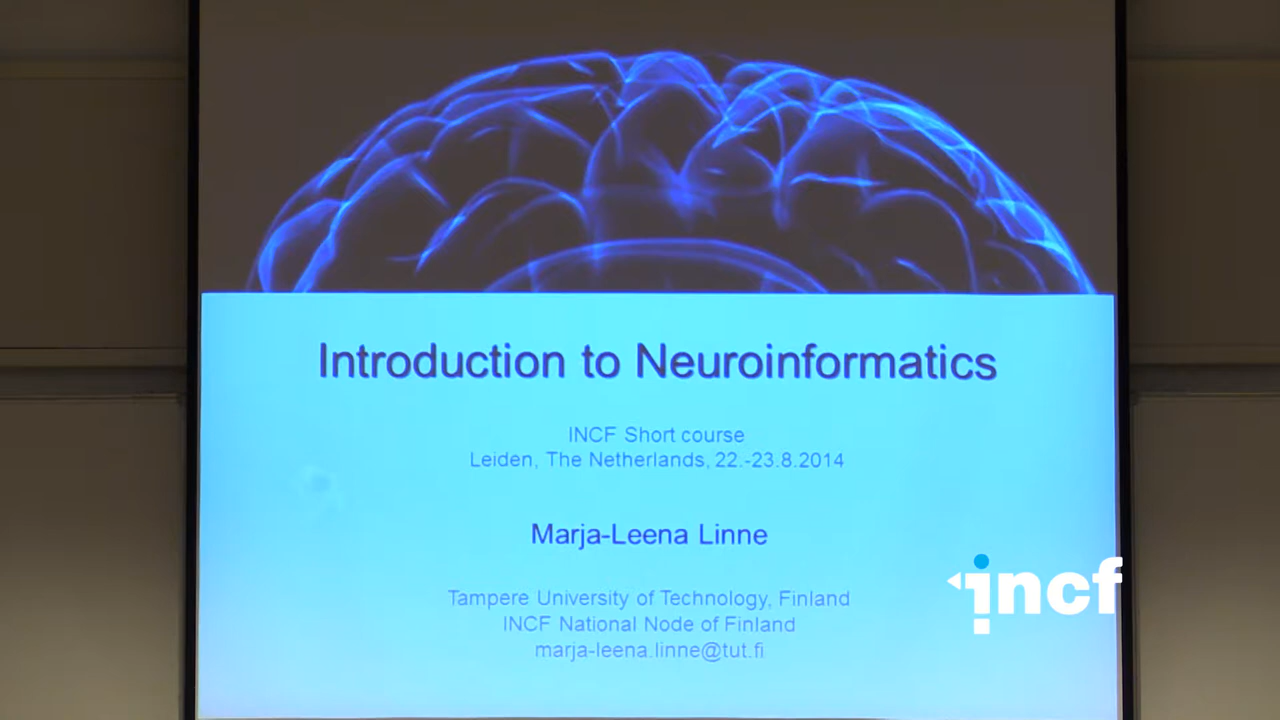 Introduction to Neuroinformatics
INCF Short course
Leiden, The Netherlands, 22.-23.8.2014
Marja-Leena Linne
incf
Tampere University of Technology, Finland
INCF National Node of Finland
marja-leena.linne@tut.fi